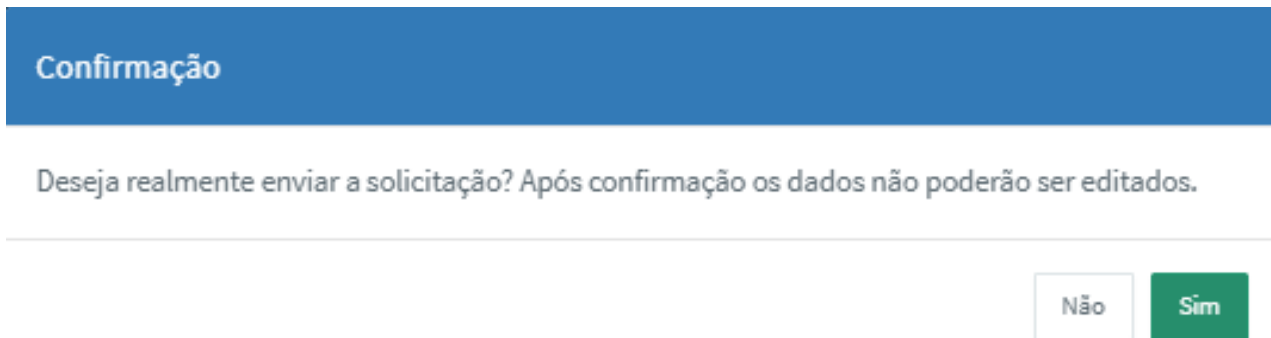 Confirmação
Deseja realmente enviar a solicitação? Após confirmação os dados não poderão ser editados.
Não
Sim